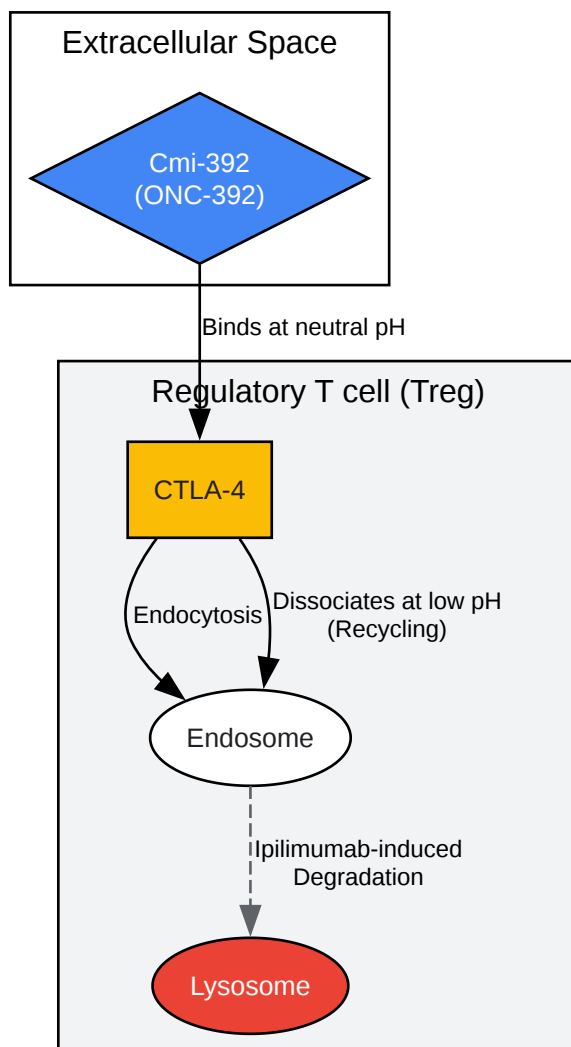 Extracellular Space
Cmi-392
(ONC-392)
Binds at neutral pH
Regulatory T cell (Treg)
CTLA-4
Endocytosis
Dissociates at low pH
(Recycling)
Endosome
Ipilimumab-induced
Degradation
Lysosome